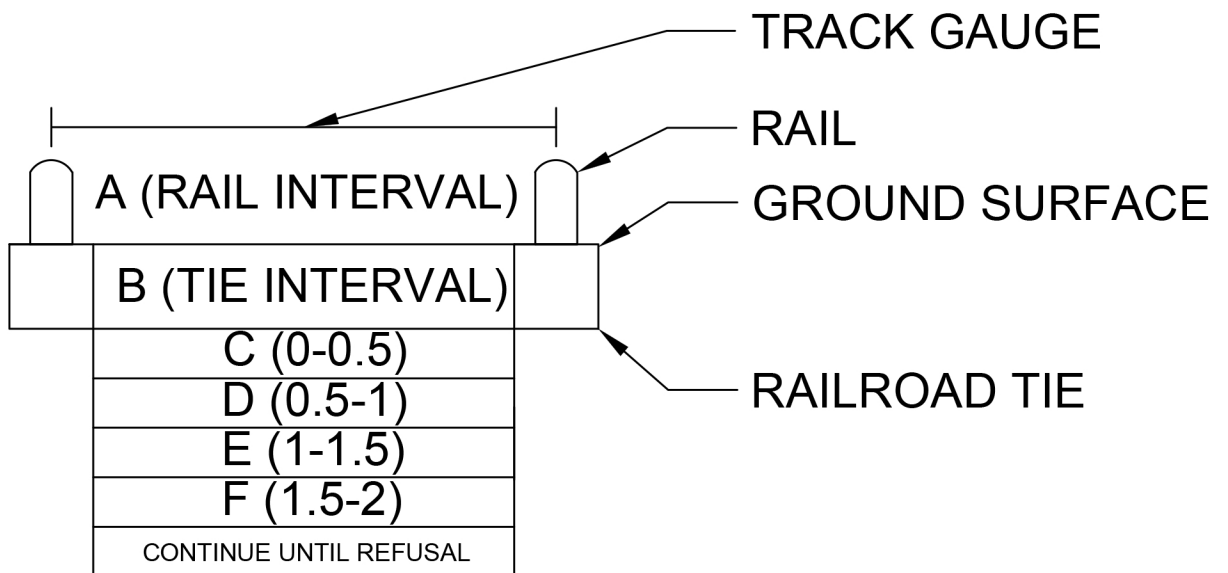 TRACK GAUGE
RAIL
A (RAIL INTERVAL)
GROUND SURFACE
B (TIE INTERVAL)
C (0-0.5)
RAILROAD TIE
D (0.5-1)
E (1-1.5)
F (1.5-2)
CONTINUE UNTIL REFUSAL